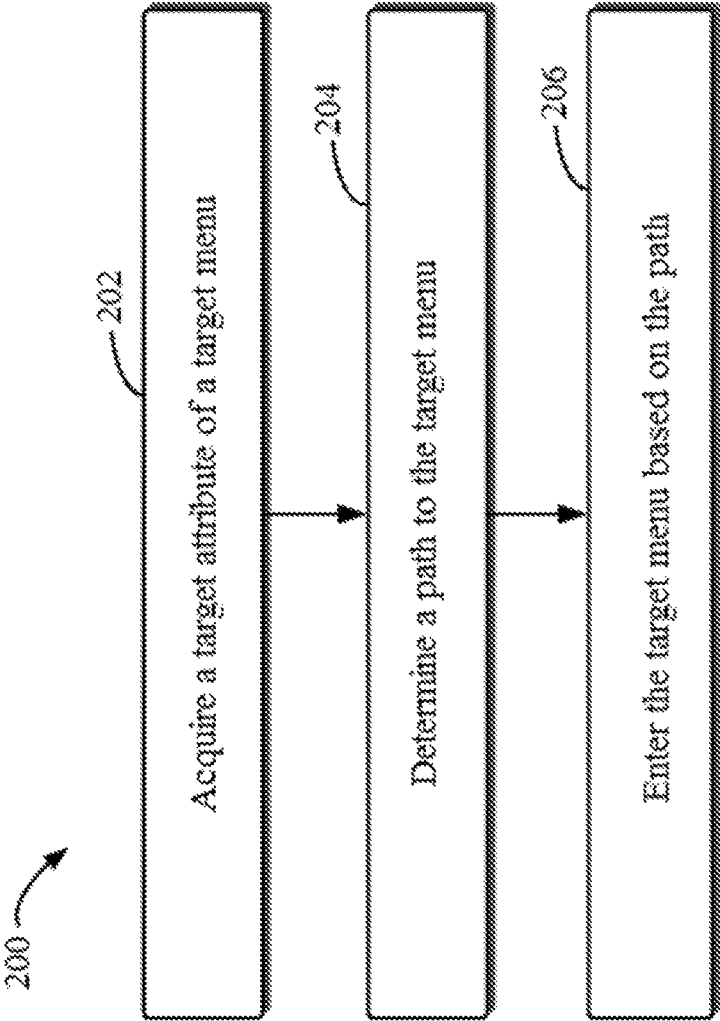 200
202
Acquire a target attribute of a target menu
204
Determine a path to the target menu
206
Enter the target menu based on the path